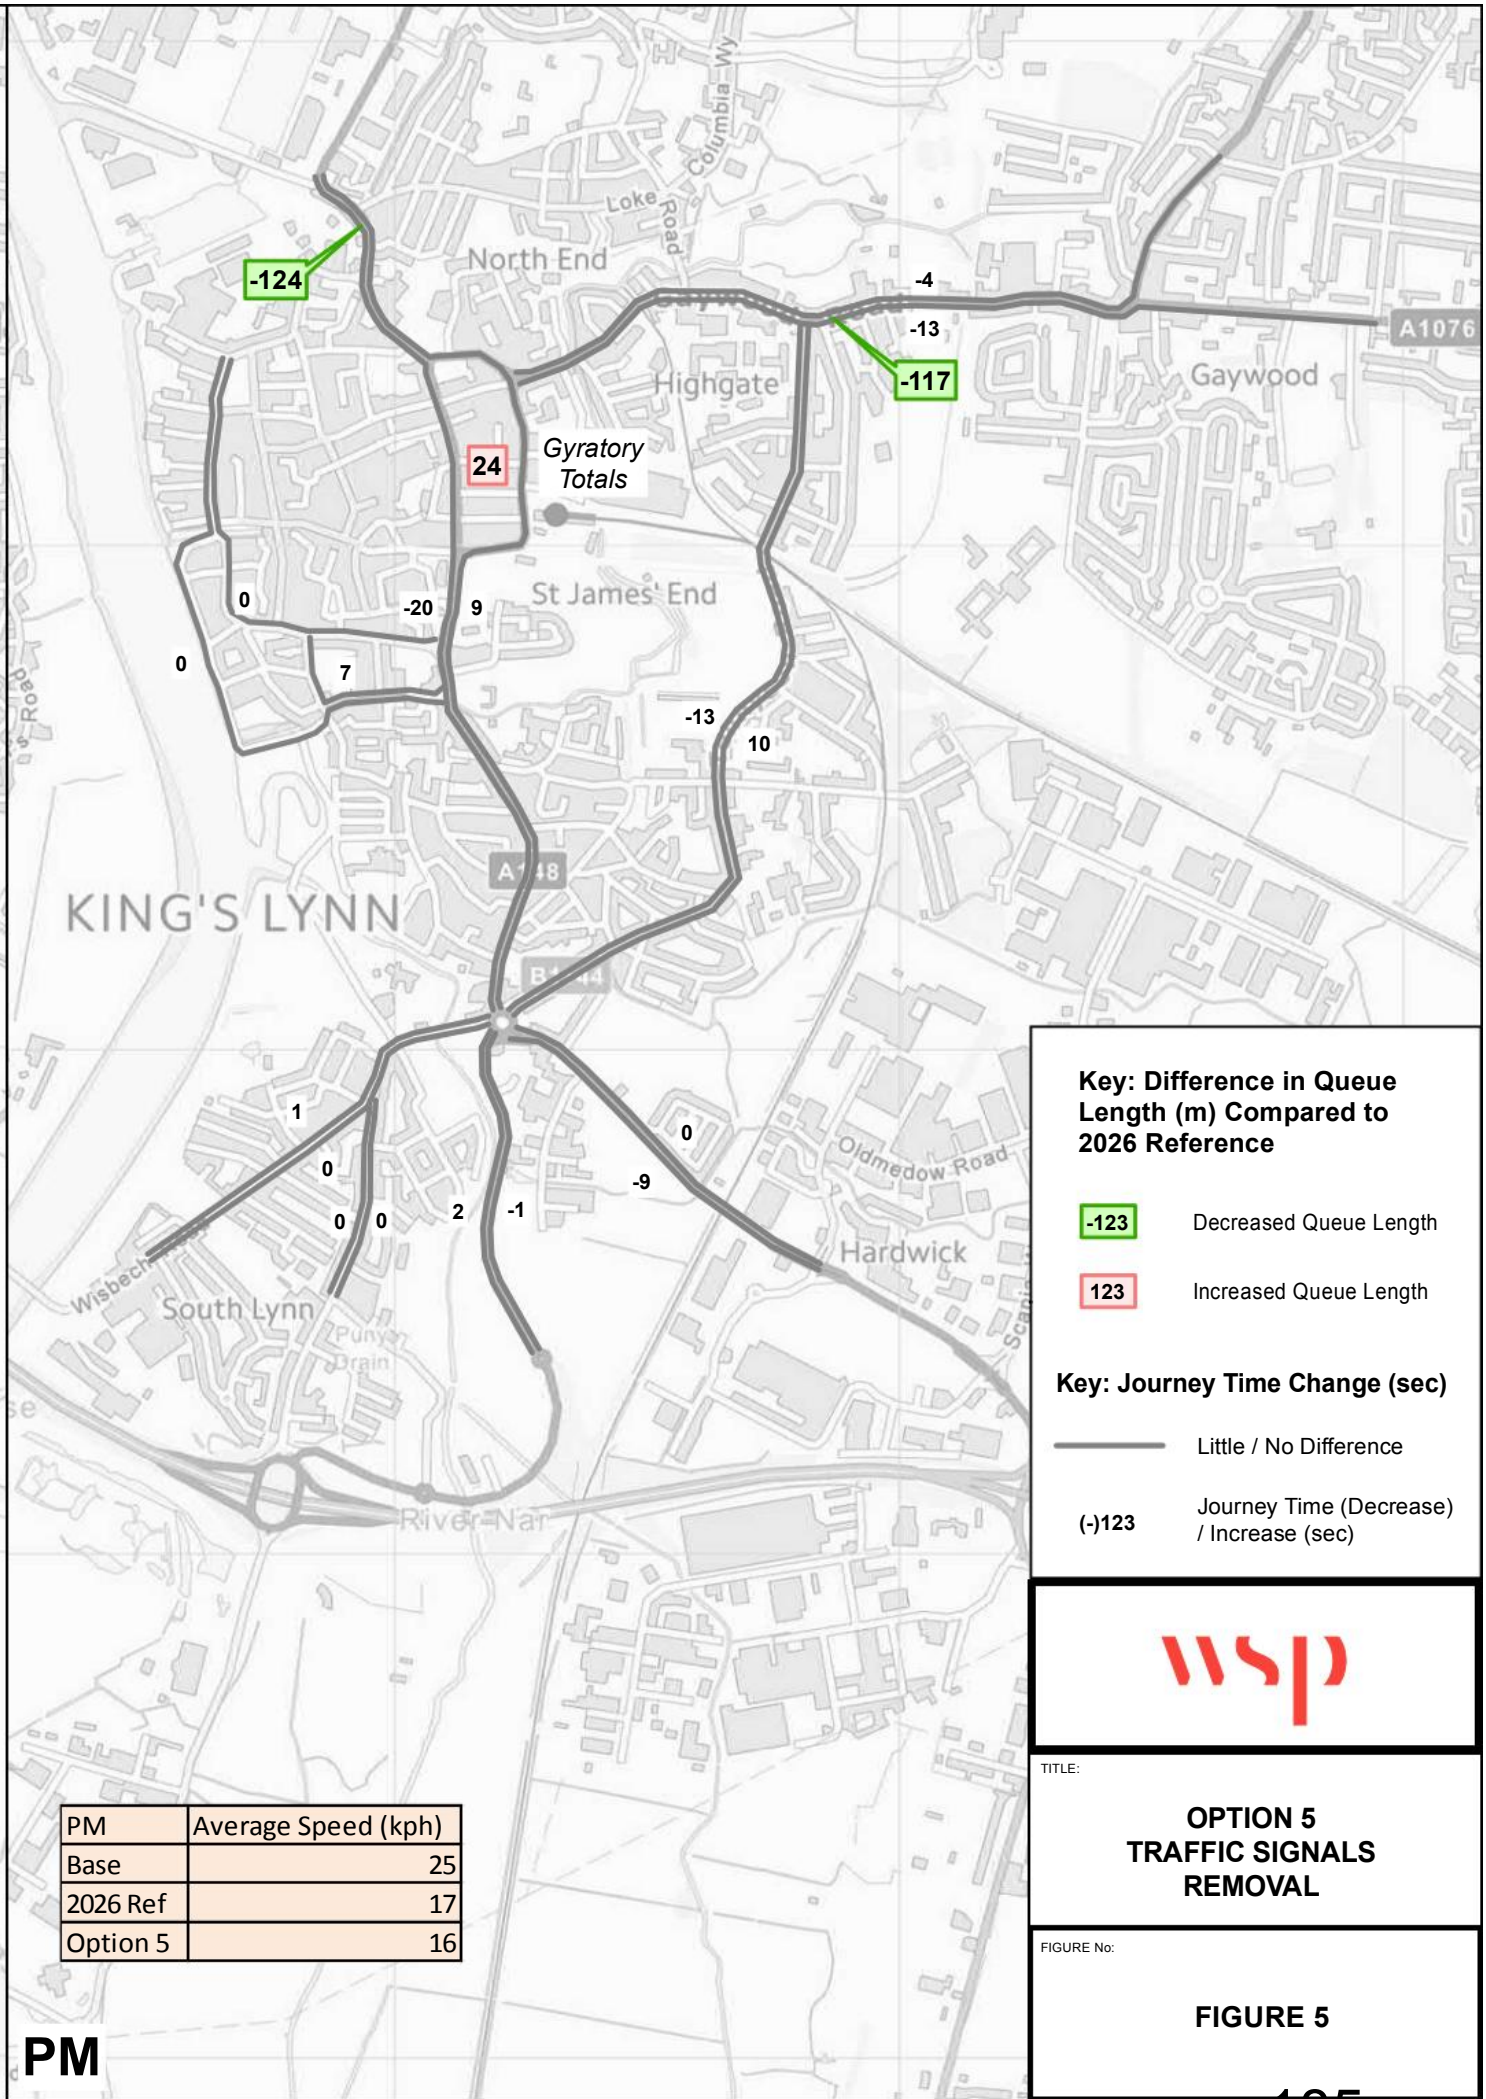 Columbia Wy
Loke Road
North End
-124
-4
-13
A1076
-117
Highgate
Gaywood
24
Gyratory
Totals
St James' End
0
-20
9
0
7
-13
10
A148
KING'S LYNN
1
0
0
0
2
-1
0
-9
Oldmedow Road
Hardwick
Wisbech
South Lynn
Puny
Drain
River Nar
Key: Difference in Queue
Length (m) Compared to
2026 Reference
-123 Decreased Queue Length
123 Increased Queue Length
Key: Journey Time Change (sec)
Little / No Difference
(-)123 Journey Time (Decrease)
/ Increase (sec)
wsp
TITLE:
OPTION 5
TRAFFIC SIGNALS
REMOVAL
FIGURE No:
FIGURE 5
PM Average Speed (kph)
Base 25
2026 Ref 17
Option 5 16
PM